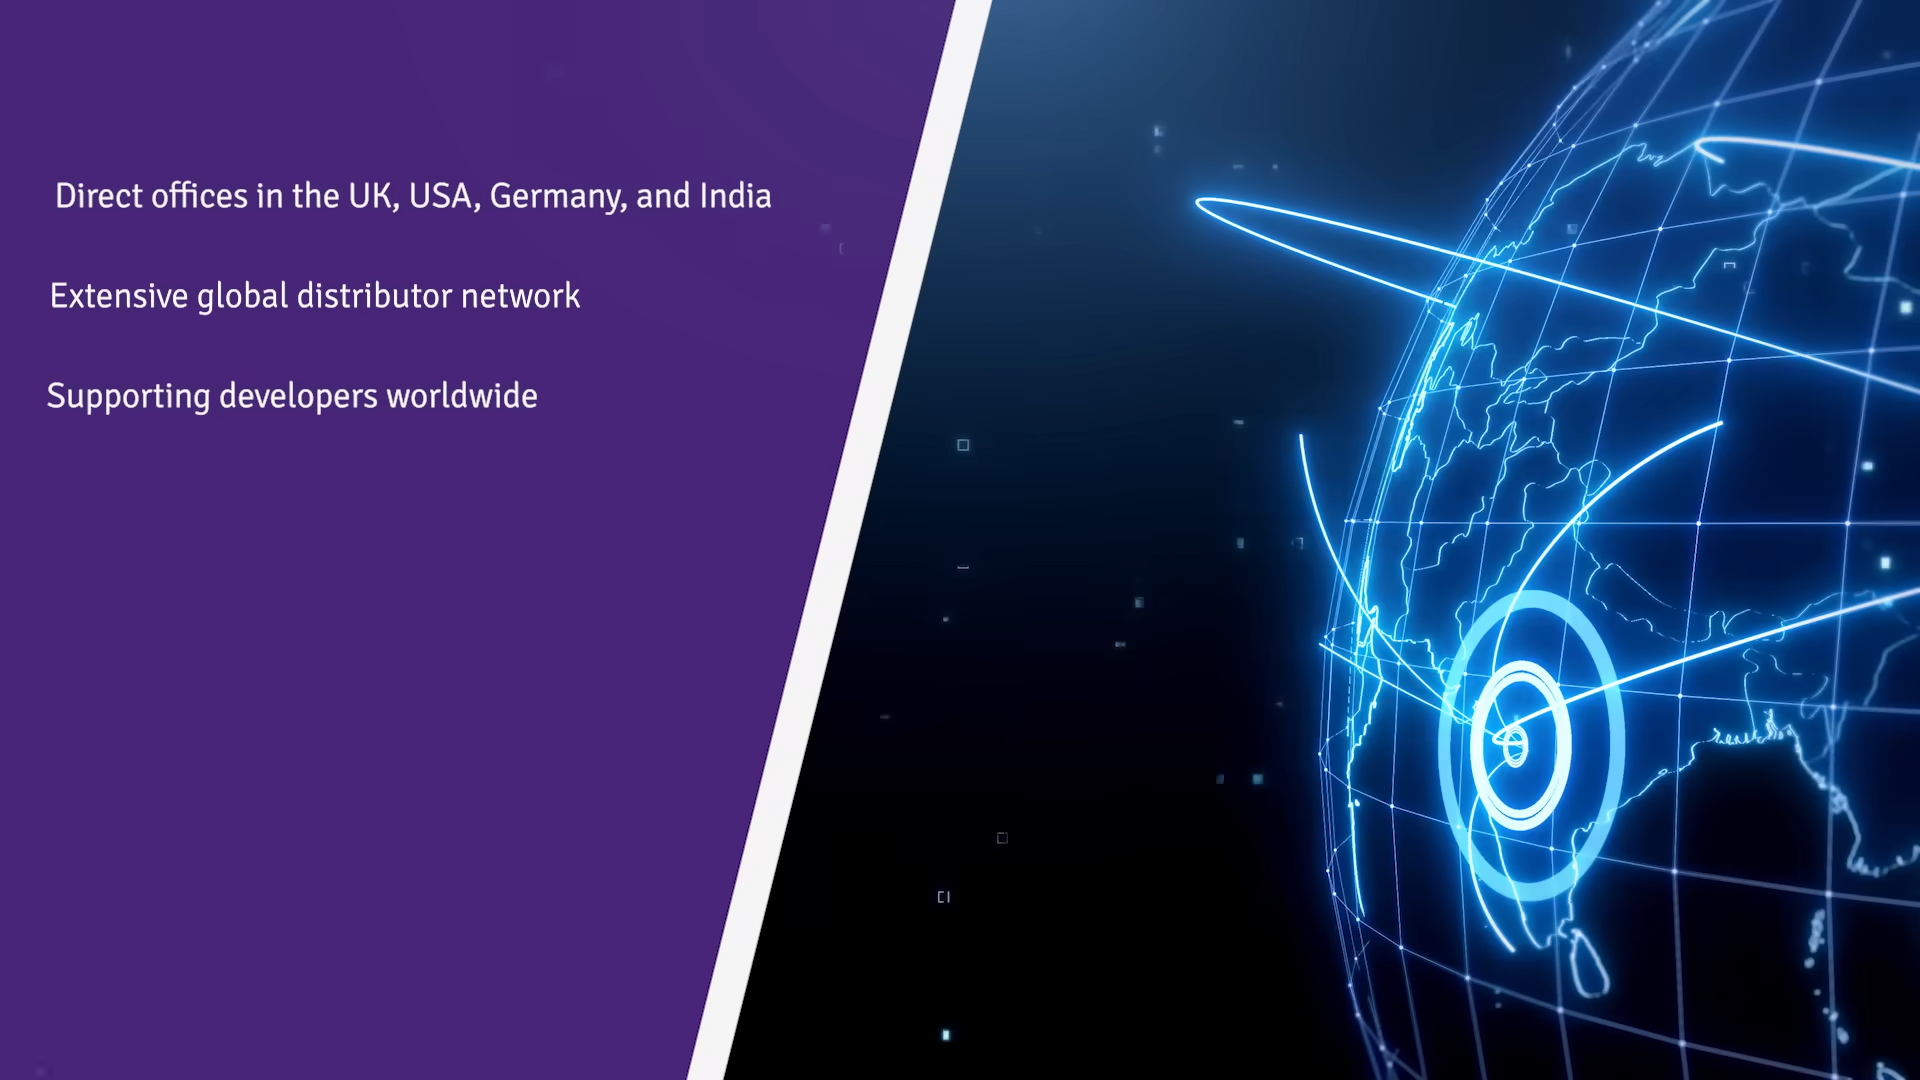 Direct offices in the UK, USA, Germany, and India
Extensive global distributor network
Supporting developers worldwide